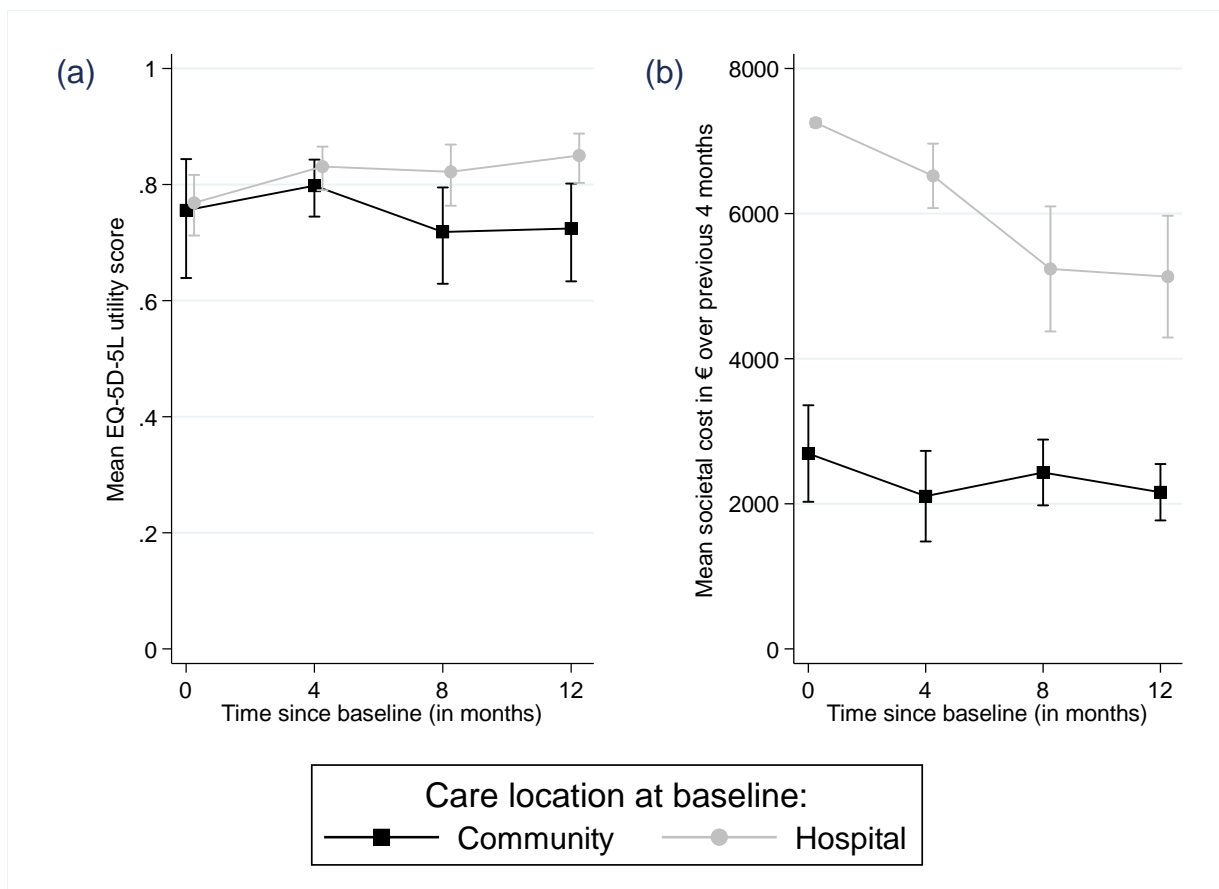 (a)
Mean EQ-5D-5L utility score
1
.8
.6
.4
.2
0
0 4 8 12
Time since baseline (in months)
(b)
Mean societal cost in € over previous 4 months
8000
6000
4000
2000
0
0 4 8 12
Time since baseline (in months)
Care location at baseline:
Community Hospital